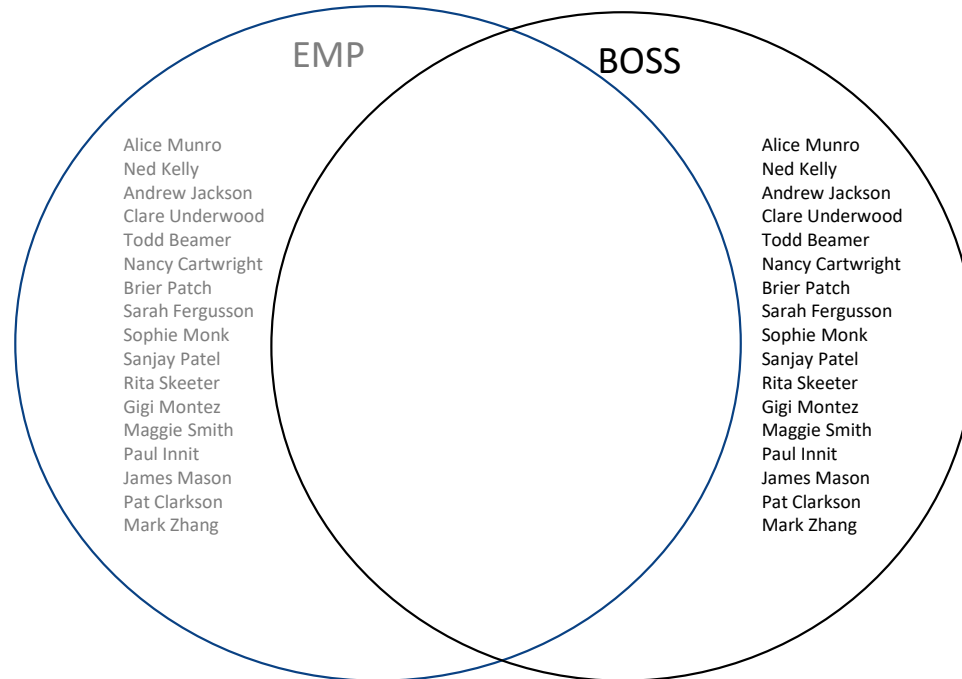 EMP
BOSS
Alice Munro
Ned Kelly
Andrew Jackson
Clare Underwood
Todd Beamer
Nancy Cartwright
Brier Patch
Sarah Fergusson
Sophie Monk
Sanjay Patel
Rita Skeeter
Gigi Montez
Maggie Smith
Paul Innit
James Mason
Pat Clarkson
Mark Zhang
Alice Munro
Ned Kelly
Andrew Jackson
Clare Underwood
Todd Beamer
Nancy Cartwright
Brier Patch
Sarah Fergusson
Sophie Monk
Sanjay Patel
Rita Skeeter
Gigi Montez
Maggie Smith
Paul Innit
James Mason
Pat Clarkson
Mark Zhang